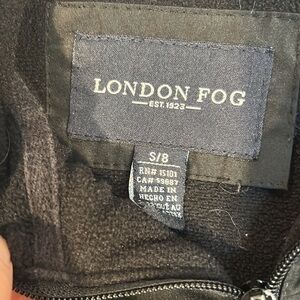 LONDON FOG
EST. 1923
S/8
RN# 15101
CA# 59887
MADE IN
HECHO EN